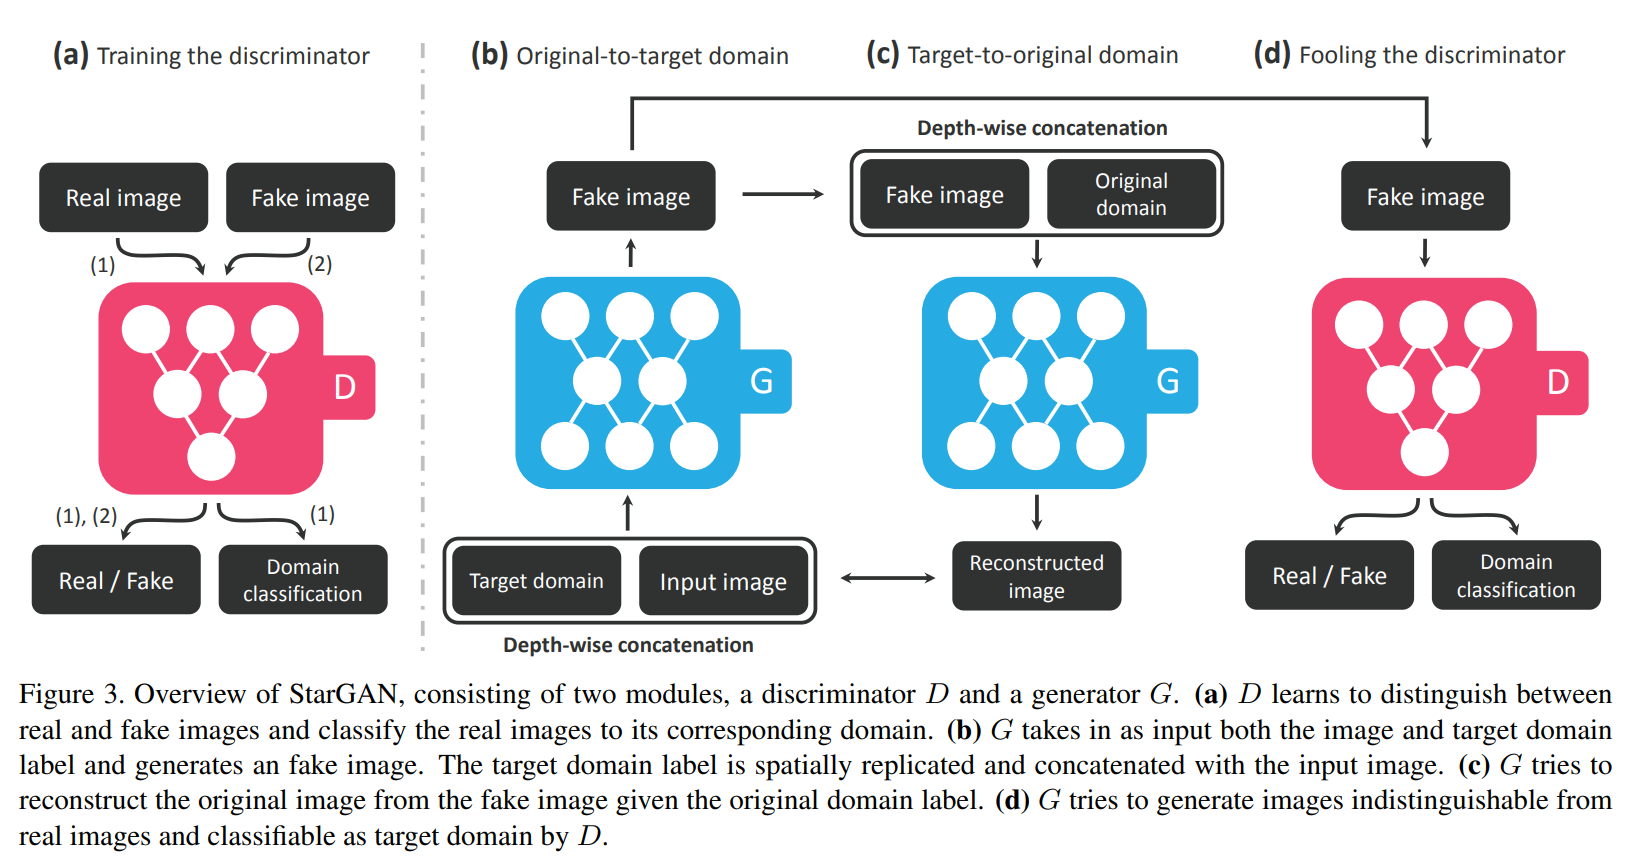 (a) Training the discriminator
(b) Original-to-target domain
(c) Target-to-original domain
(d) Fooling the discriminator
Real image
Fake image
(1)
(2)
D
(1), (2)
(1)
Real / Fake
Domain
classification
Fake image
G
Target domain
Input image
Depth-wise concatenation
Depth-wise concatenation
Fake image
Original
domain
G
Reconstructed
image
Fake image
D
Real / Fake
Domain
classification
Figure 3. Overview of StarGAN, consisting of two modules, a discriminator D and a generator G. (a) D learns to distinguish between
real and fake images and classify the real images to its corresponding domain. (b) G takes in as input both the image and target domain
label and generates an fake image. The target domain label is spatially replicated and concatenated with the input image. (c) G tries to
reconstruct the original image from the fake image given the original domain label. (d) G tries to generate images indistinguishable from
real images and classifiable as target domain by D.